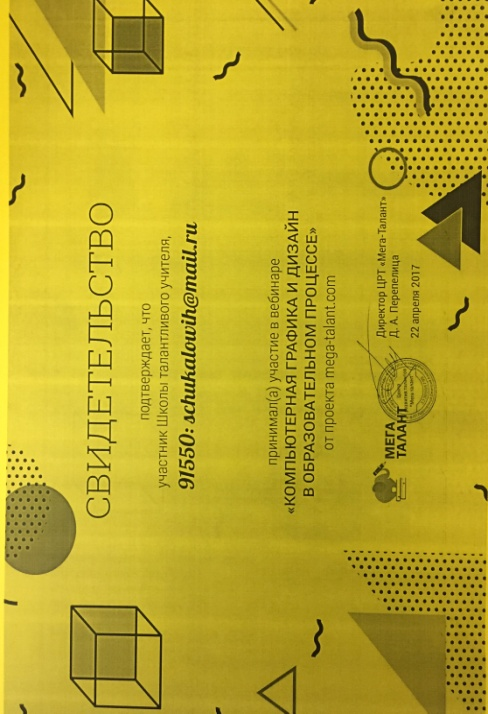 СВИДЕТЕЛЬСТВО
подтверждает, что
участник Школы талантливого учителя,
91550: schukalowih@mail.ru
принимал(а) участие в вебинаре
«КОМПЬЮТЕРНАЯ ГРАФИКА И ДИЗАЙН
В ОБРАЗОВАТЕЛЬНОМ ПРОЦЕССЕ»
от проекта mega-talant.com
МЕГА
ТАЛАНТ
Директор ЦРТ «Мега-Талант»
Д. А. Перепелица
22 апреля 2017